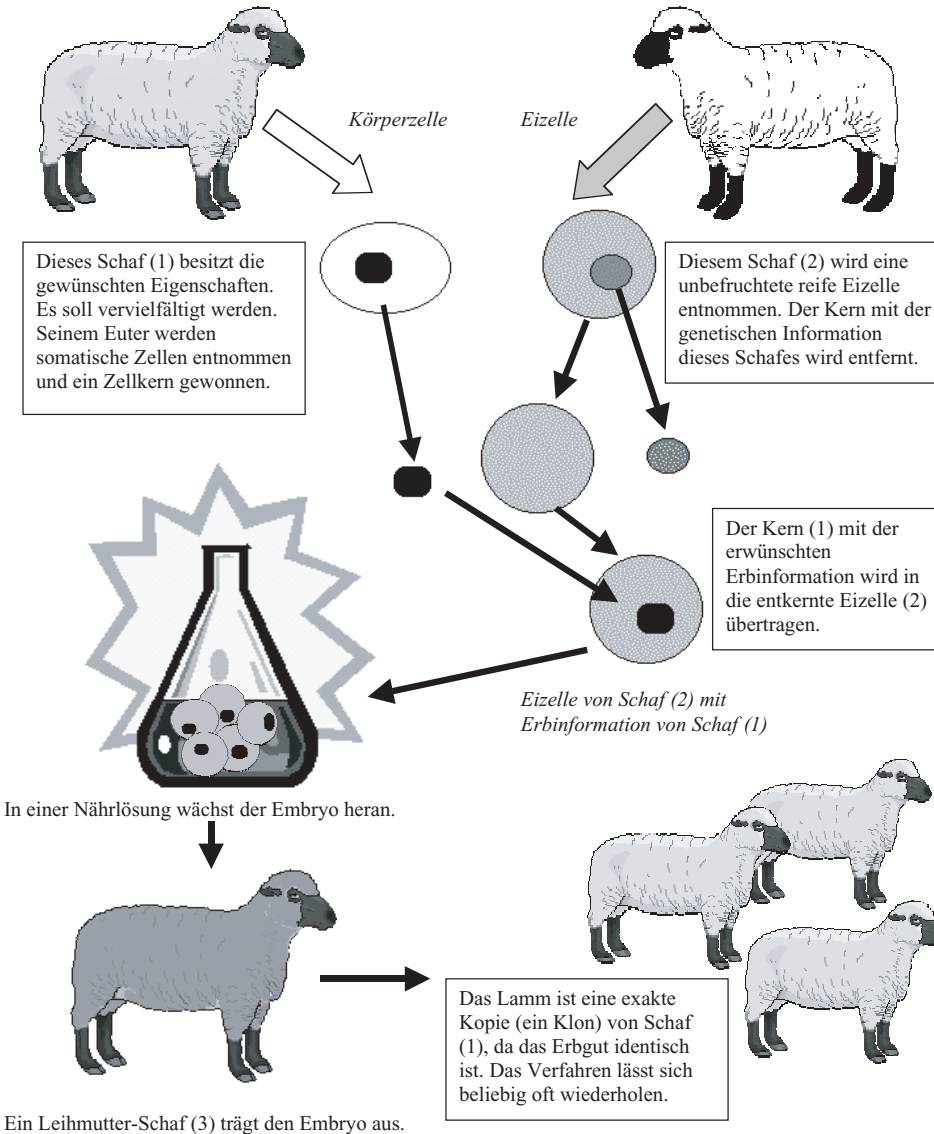 Körperzelle
Eizelle
Dieses Schaf (1) besitzt die
gewünschten Eigenschaften.
Es soll vervielfältigt werden.
Seinem Euter werden
somatische Zellen entnommen
und ein Zellkern gewonnen.
Diesem Schaf (2) wird eine
unbefruchtete reife Eizelle
entnommen. Der Kern mit der
genetischen Information
dieses Schafes wird entfernt.
Der Kern (1) mit der
erwünschten
Erbinformation wird in
die entkernte Eizelle (2)
übertragen.
Eizelle von Schaf (2) mit
Erbinformation von Schaf (1)
In einer Nährlösung wächst der Embryo heran.
Das Lamm ist eine exakte
Kopie (ein Klon) von Schaf
(1), da das Erbgut identisch
ist. Das Verfahren lässt sich
beliebig oft wiederholen.
Ein Leihmutter-Schaf (3) trägt den Embryo aus.